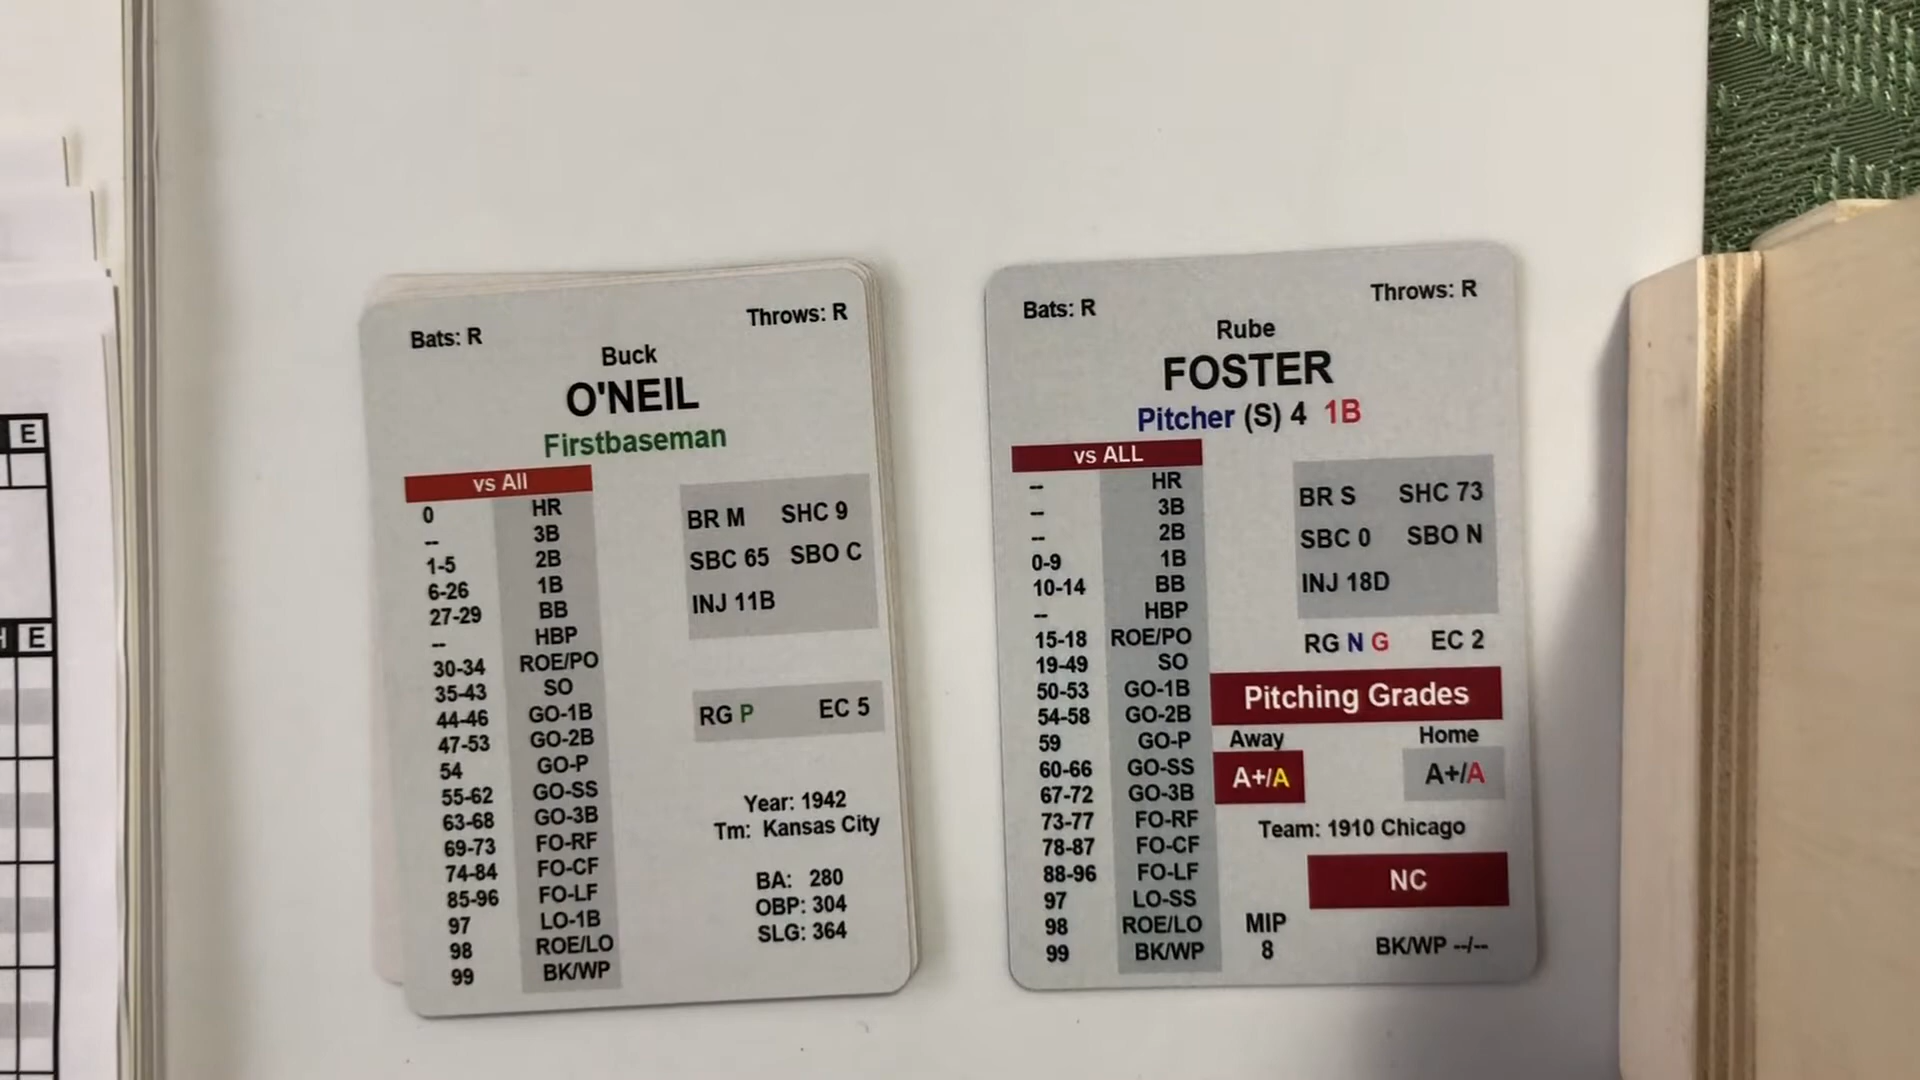 E
H E
Bats: R Throws: R
Buck
O'NEIL
Firstbaseman
vs All
0 HR
-- 3B
1-5 2B
6-26 1B
27-29 BB
-- HBP
30-34 ROE/PO
35-43 SO
44-46 GO-1B
47-53 GO-2B
54 GO-P
55-62 GO-SS
63-68 GO-3B
69-73 FO-RF
74-84 FO-CF
85-96 FO-LF
97 LO-1B
98 ROE/LO
99 BK/WP
BR M SHC 9
SBC 65 SBO C
INJ 11B
RG P EC 5
Year: 1942
Tm: Kansas City
BA: 280
OBP: 304
SLG: 364
Bats: R Throws: R
Rube
FOSTER
Pitcher (S) 4 1B
vs ALL
-- HR
-- 3B
-- 2B
0-9 1B
10-14 BB
-- HBP
15-18 ROE/PO
19-49 SO
50-53 GO-1B
54-58 GO-2B
59 GO-P
60-66 GO-SS
67-72 GO-3B
73-77 FO-RF
78-87 FO-CF
88-96 FO-LF
97 LO-SS
98 ROE/LO
99 BK/WP
BR S SHC 73
SBC 0 SBO N
INJ 18D
RG N G EC 2
Pitching Grades
Away Home
A+/A A+/A
Team: 1910 Chicago
NC
MIP
8
BK/WP --/--